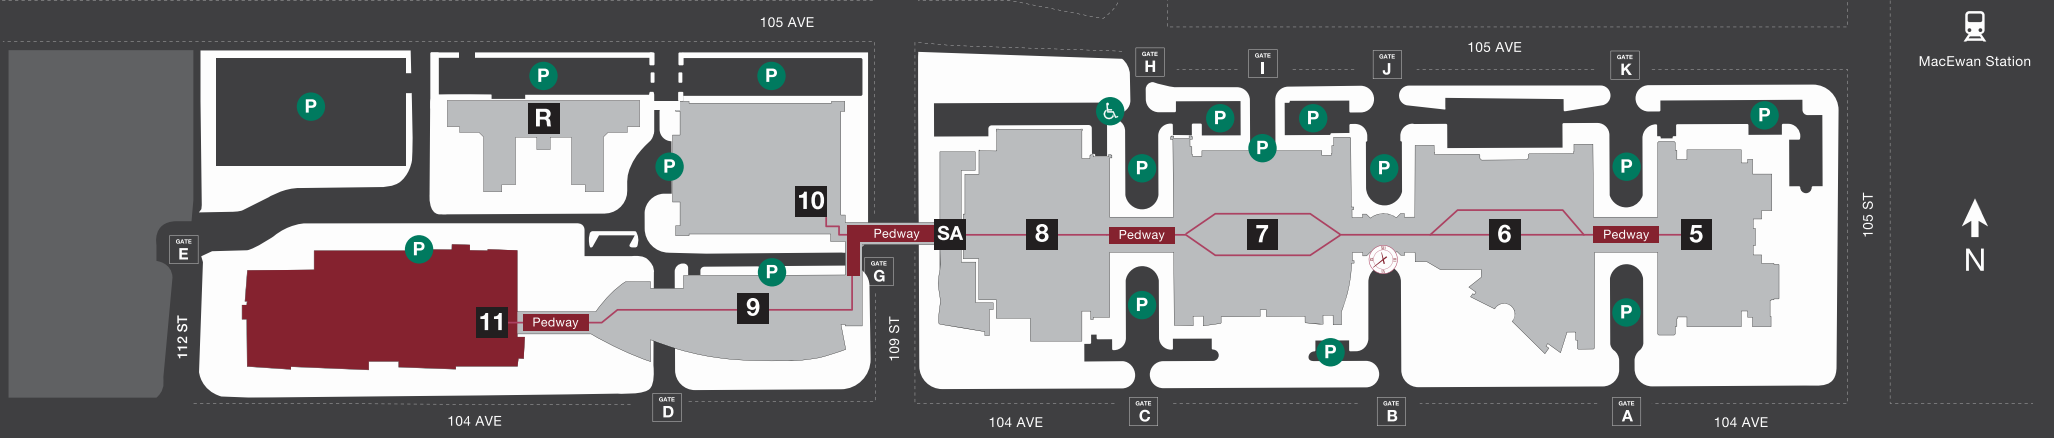 105 AVE
105 AVE
MacEwan Station
GATE
H
GATE
I
GATE
J
GATE
K
P
P
P
P
R
P
P
P
P
P
P
P
P
10
GATE
E
P
Pedway
SA
8
Pedway
7
6
Pedway
5
105 ST
N
P
GATE
G
9
11
Pedway
112 ST
109 ST
P
P
P
104 AVE
GATE
D
104 AVE
GATE
C
GATE
B
GATE
A
104 AVE